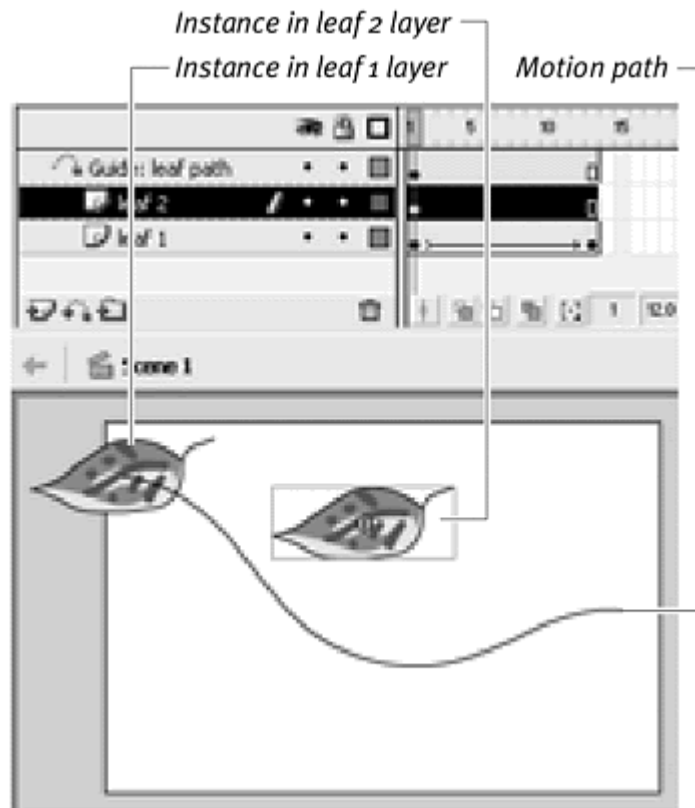 Instance in leaf 2 layer
Instance in leaf 1 layer
Motion path
1 5 10 15
Guide: leaf path
leaf 2
leaf 1
1 12.0
Scene 1